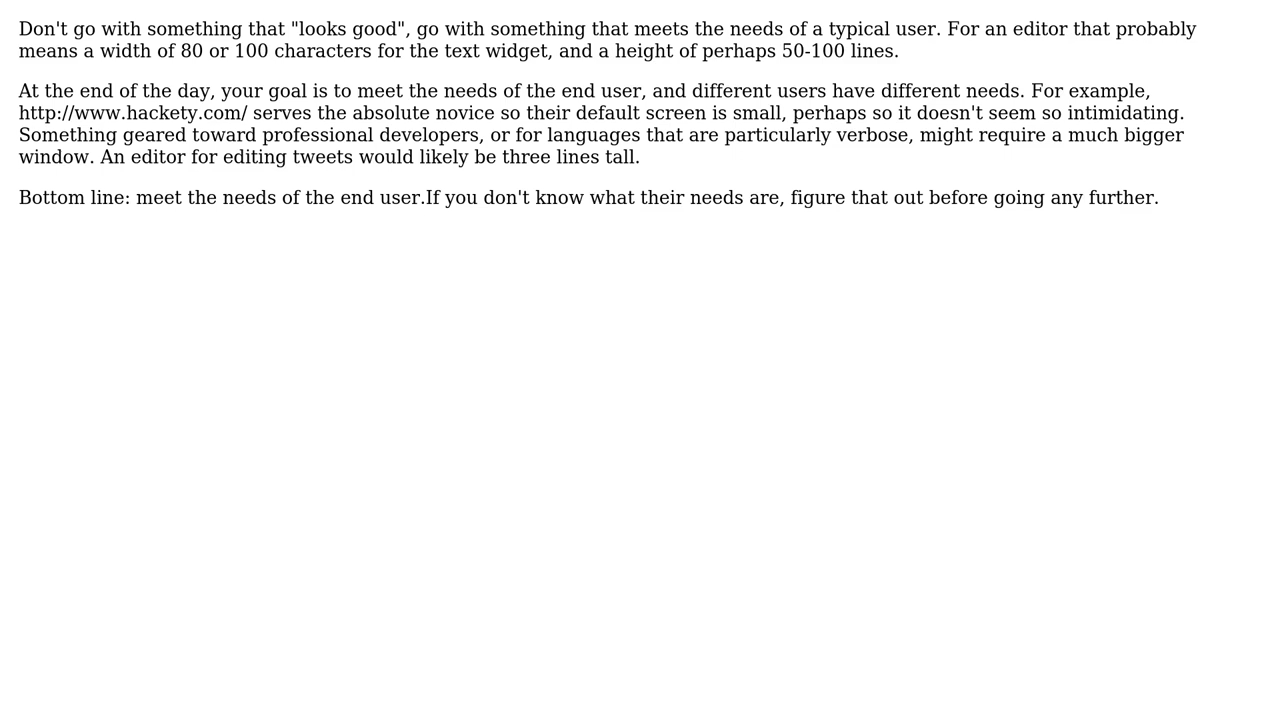 Don't go with something that "looks good", go with something that meets the needs of a typical user. For an editor that probably
means a width of 80 or 100 characters for the text widget, and a height of perhaps 50-100 lines.
At the end of the day, your goal is to meet the needs of the end user, and different users have different needs. For example,
http://www.hackety.com/ serves the absolute novice so their default screen is small, perhaps so it doesn't seem so intimidating.
Something geared toward professional developers, or for languages that are particularly verbose, might require a much bigger
window. An editor for editing tweets would likely be three lines tall.
Bottom line: meet the needs of the end user.If you don't know what their needs are, figure that out before going any further.